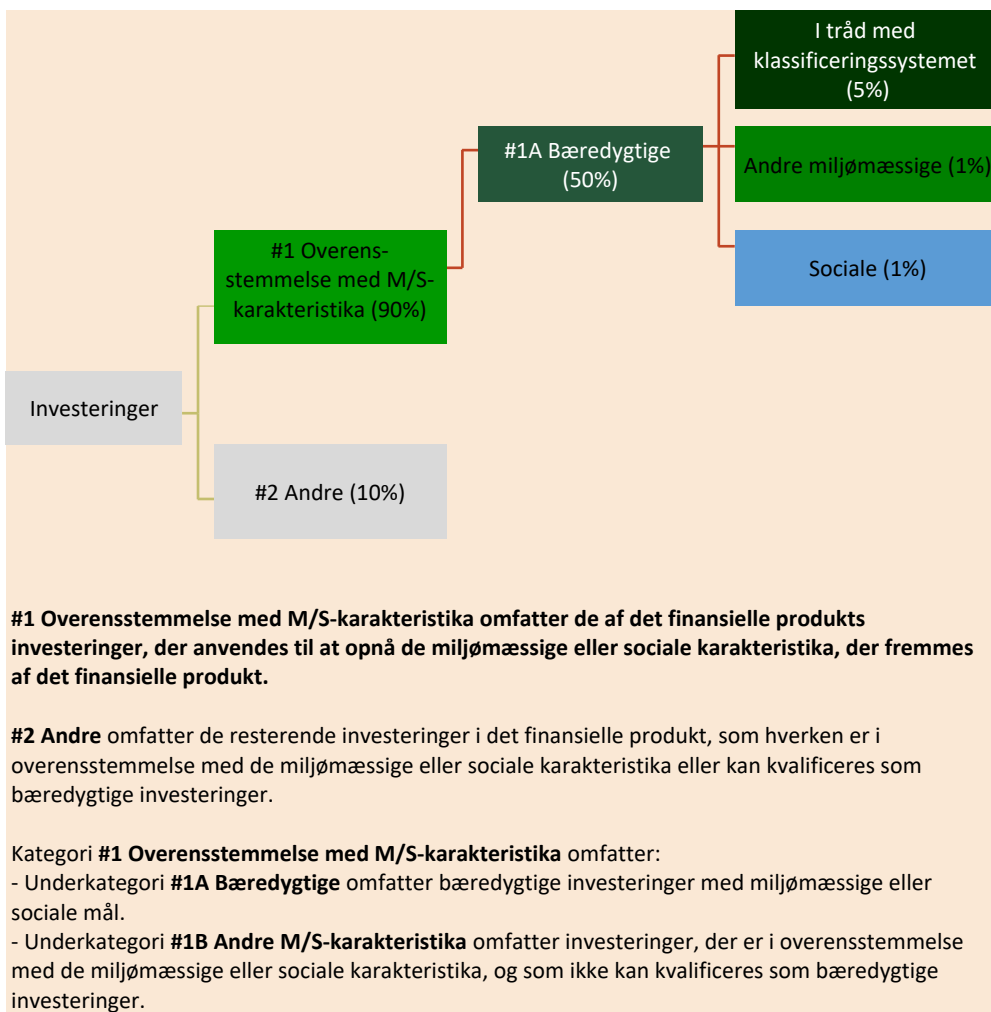 I tråd med
klassificeringssystemet
(5%)
#1A Bæredygtige
(50%)
Andre miljømæssige (1%)
#1 Overens-
stemmelse med M/S-
karakteristika (90%)
Sociale (1%)
Investeringer
#2 Andre (10%)
#1 Overensstemmelse med M/S-karakteristika omfatter de af det finansielle produkts
investeringer, der anvendes til at opnå de miljømæssige eller sociale karakteristika, der fremmes
af det finansielle produkt.
#2 Andre omfatter de resterende investeringer i det finansielle produkt, som hverken er i
overensstemmelse med de miljømæssige eller sociale karakteristika eller kan kvalificeres som
bæredygtige investeringer.
Kategori #1 Overensstemmelse med M/S-karakteristika omfatter:
- Underkategori #1A Bæredygtige omfatter bæredygtige investeringer med miljømæssige eller
sociale mål.
- Underkategori #1B Andre M/S-karakteristika omfatter investeringer, der er i overensstemmelse
med de miljømæssige eller sociale karakteristika, og som ikke kan kvalificeres som bæredygtige
investeringer.